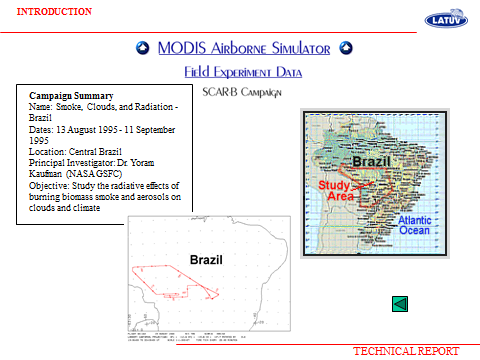 INTRODUCTION
LATUV
MODIS Airborne Simulator
Field Experiment Data
SCAR-B Campaign
Campaign Summary
Name: Smoke, Clouds, and Radiation -
Brazil
Dates: 13 August 1995 - 11 September
1995
Location: Central Brazil
Principal Investigator: Dr. Yoram
Kaufman (NASA GSFC)
Objective: Study the radiative effects of
burning biomass smoke and aerosols on
clouds and climate
Brazil
Study
Area
Atlantic
Ocean
Brazil
TECHNICAL REPORT